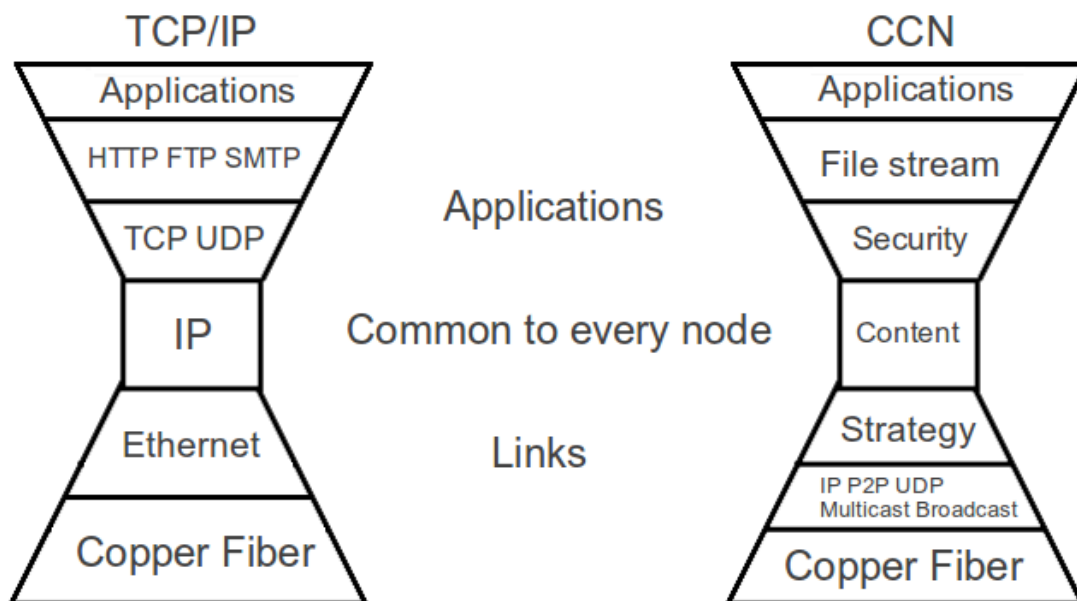 TCP/IP
Applications
HTTP FTP SMTP
TCP UDP
IP
Ethernet
Copper Fiber
Applications
Common to every node
Links
CCN
Applications
File stream
Security
Content
Strategy
IP P2P UDP
Multicast Broadcast
Copper Fiber